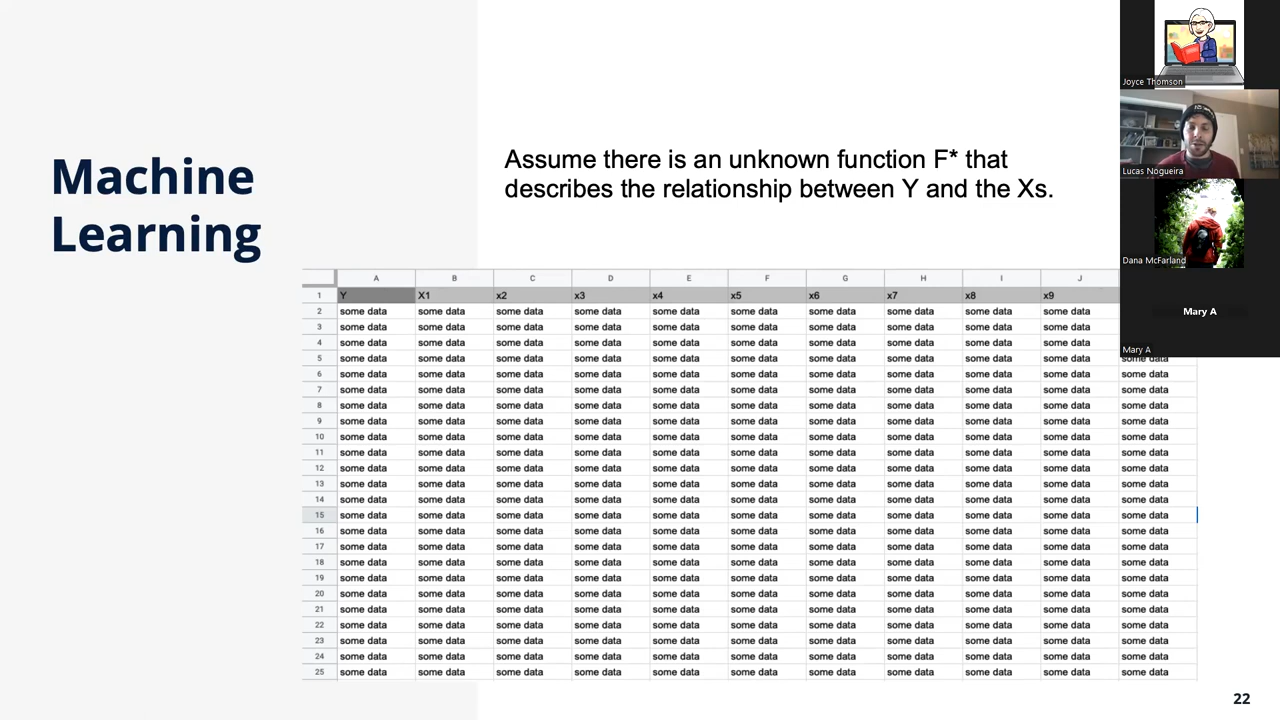 Machine
Learning
Assume there is an unknown function F* that
describes the relationship between Y and the Xs.
A B C D E F G H I J
1 Y X1 x2 x3 x4 x5 x6 x7 x8 x9
2 some data some data some data some data some data some data some data some data some data some data
3 some data some data some data some data some data some data some data some data some data some data
4 some data some data some data some data some data some data some data some data some data some data
5 some data some data some data some data some data some data some data some data some data some data some data
6 some data some data some data some data some data some data some data some data some data some data some data
7 some data some data some data some data some data some data some data some data some data some data some data
8 some data some data some data some data some data some data some data some data some data some data some data
9 some data some data some data some data some data some data some data some data some data some data some data
10 some data some data some data some data some data some data some data some data some data some data some data
11 some data some data some data some data some data some data some data some data some data some data some data
12 some data some data some data some data some data some data some data some data some data some data some data
13 some data some data some data some data some data some data some data some data some data some data some data
14 some data some data some data some data some data some data some data some data some data some data some data
15 some data some data some data some data some data some data some data some data some data some data some data
16 some data some data some data some data some data some data some data some data some data some data some data
17 some data some data some data some data some data some data some data some data some data some data some data
18 some data some data some data some data some data some data some data some data some data some data some data
19 some data some data some data some data some data some data some data some data some data some data some data
20 some data some data some data some data some data some data some data some data some data some data some data
21 some data some data some data some data some data some data some data some data some data some data some data
22 some data some data some data some data some data some data some data some data some data some data some data
23 some data some data some data some data some data some data some data some data some data some data some data
24 some data some data some data some data some data some data some data some data some data some data some data
25 some data some data some data some data some data some data some data some data some data some data some data
22
Joyce Thomson
Lucas Nogueira
Dana McFarland
Mary A
Mary A